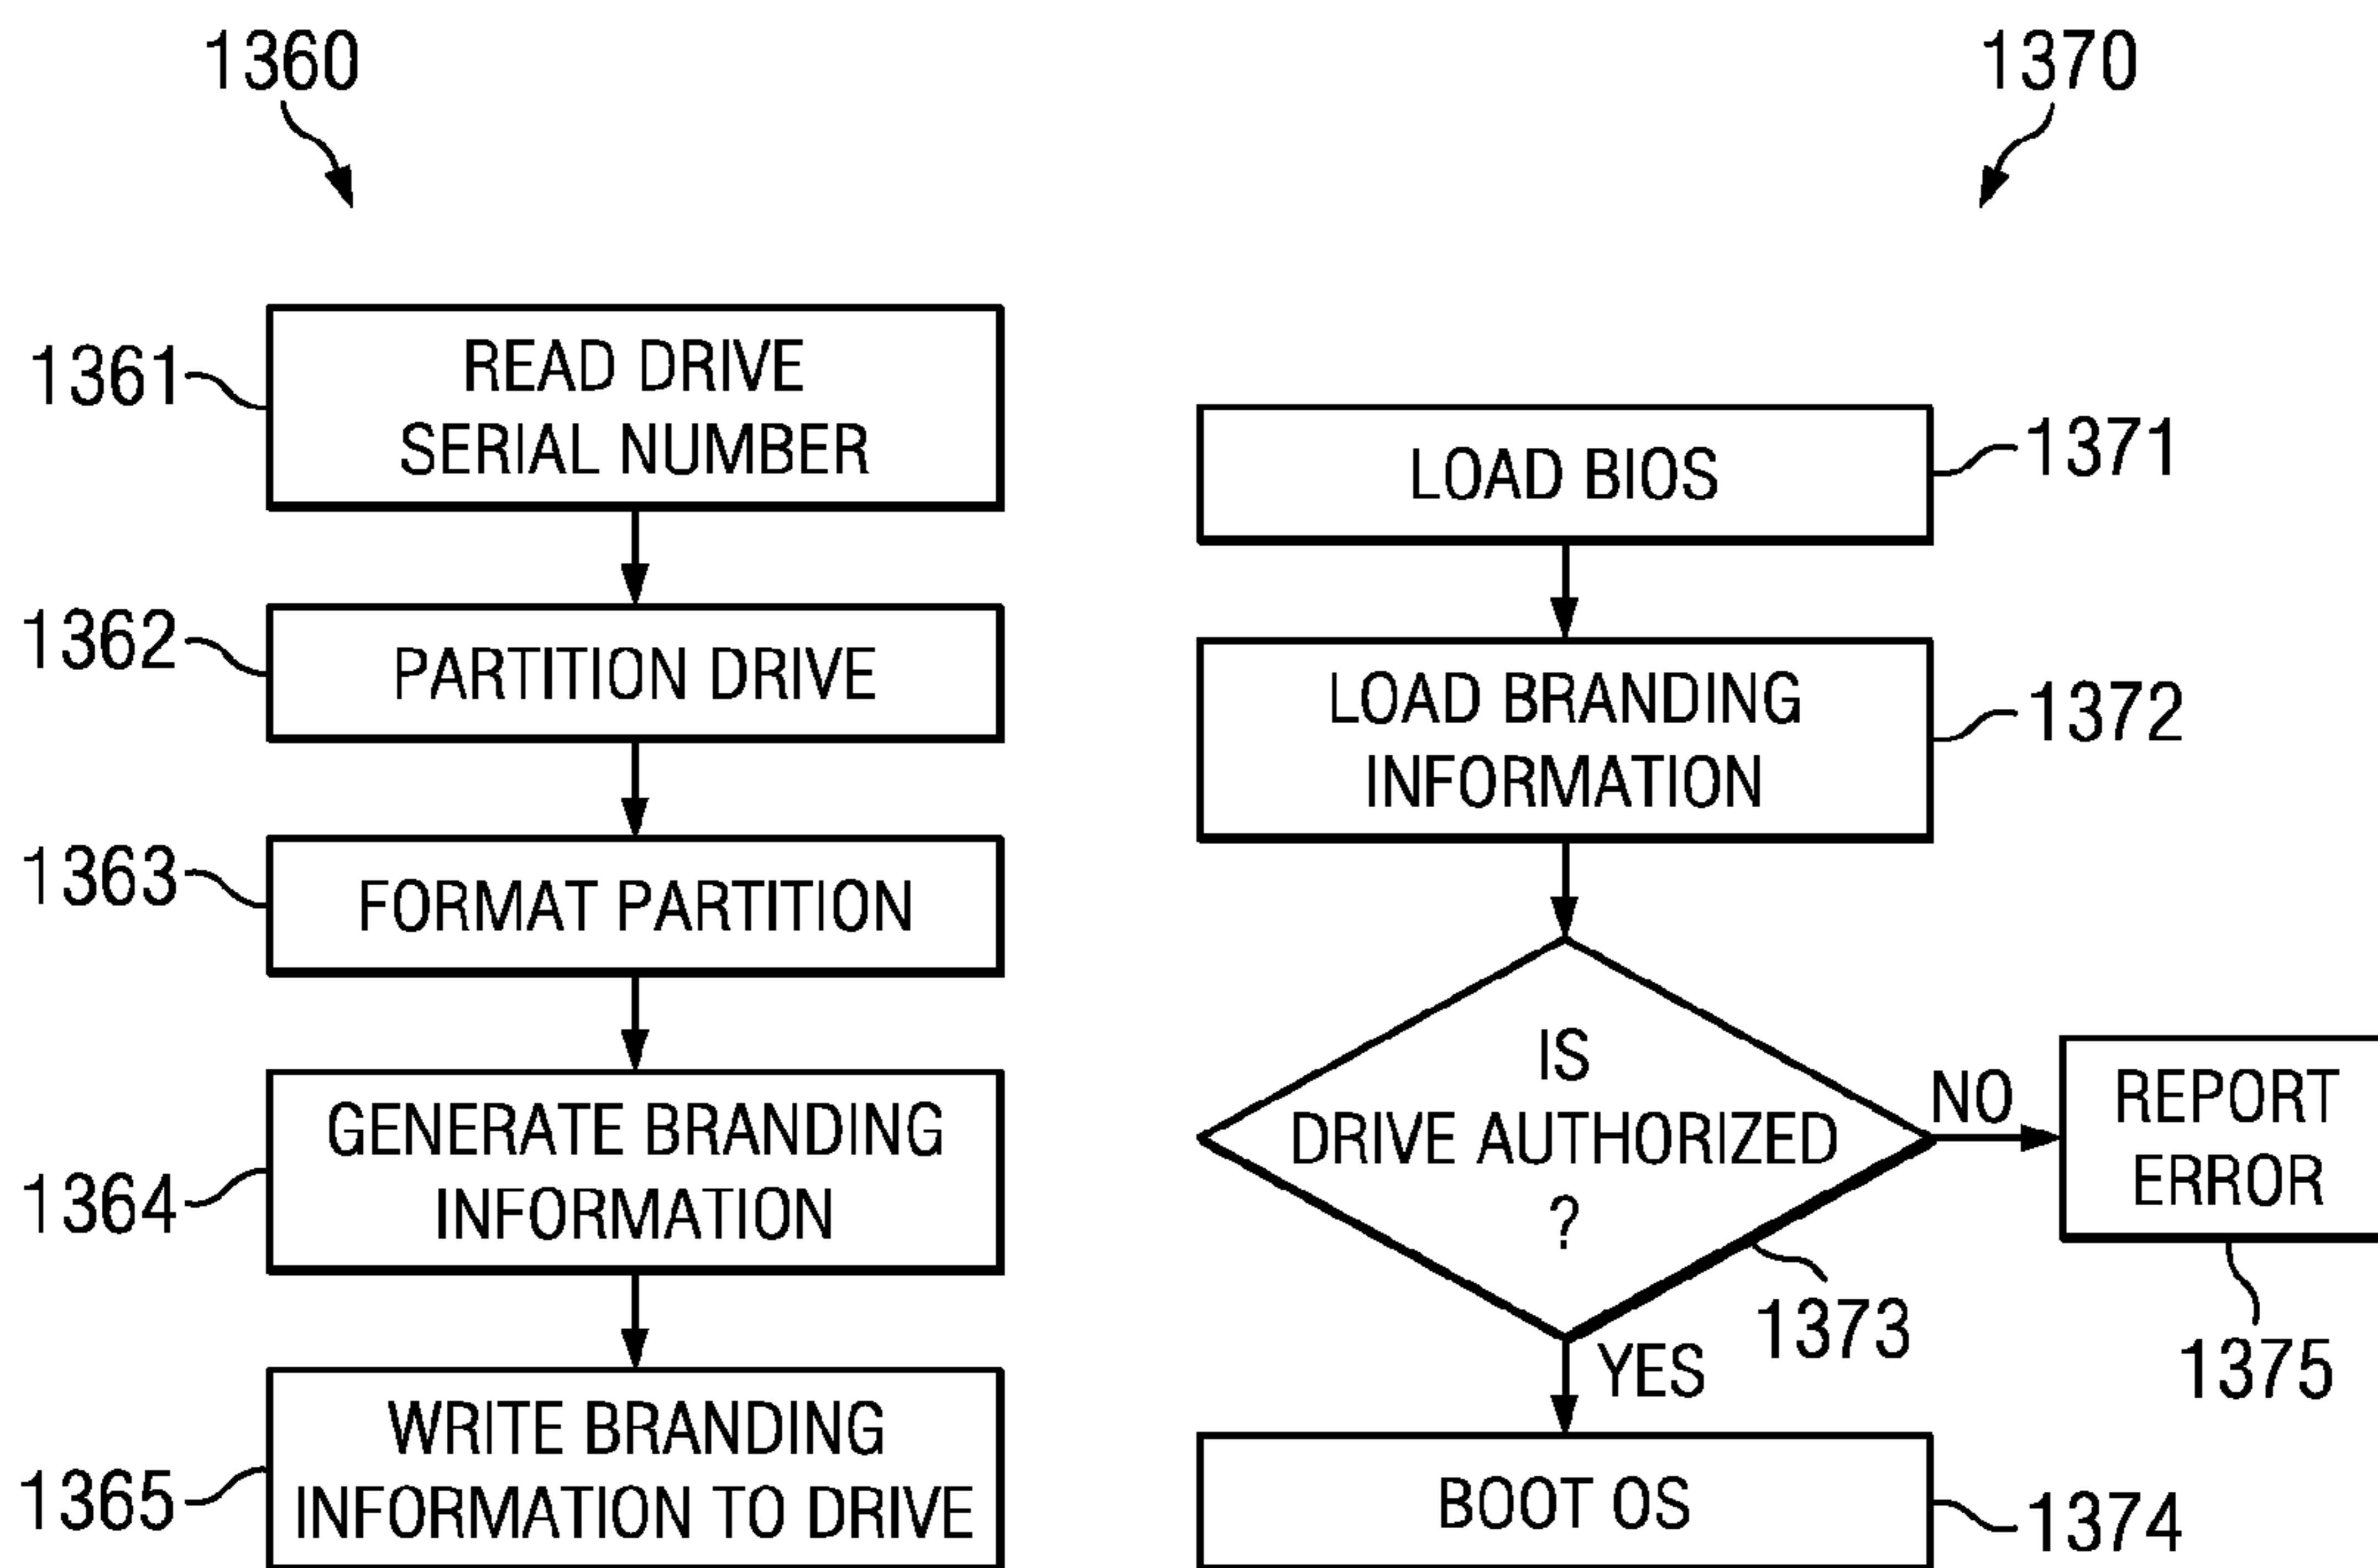 1360
1361
READ DRIVE
SERIAL NUMBER
1362
PARTITION DRIVE
1363
FORMAT PARTITION
1364
GENERATE BRANDING
INFORMATION
1365
WRITE BRANDING
INFORMATION TO DRIVE
1370
LOAD BIOS
1371
LOAD BRANDING
INFORMATION
1372
IS
DRIVE AUTHORIZED
?
1373
NO
REPORT
ERROR
1375
YES
BOOT OS
1374